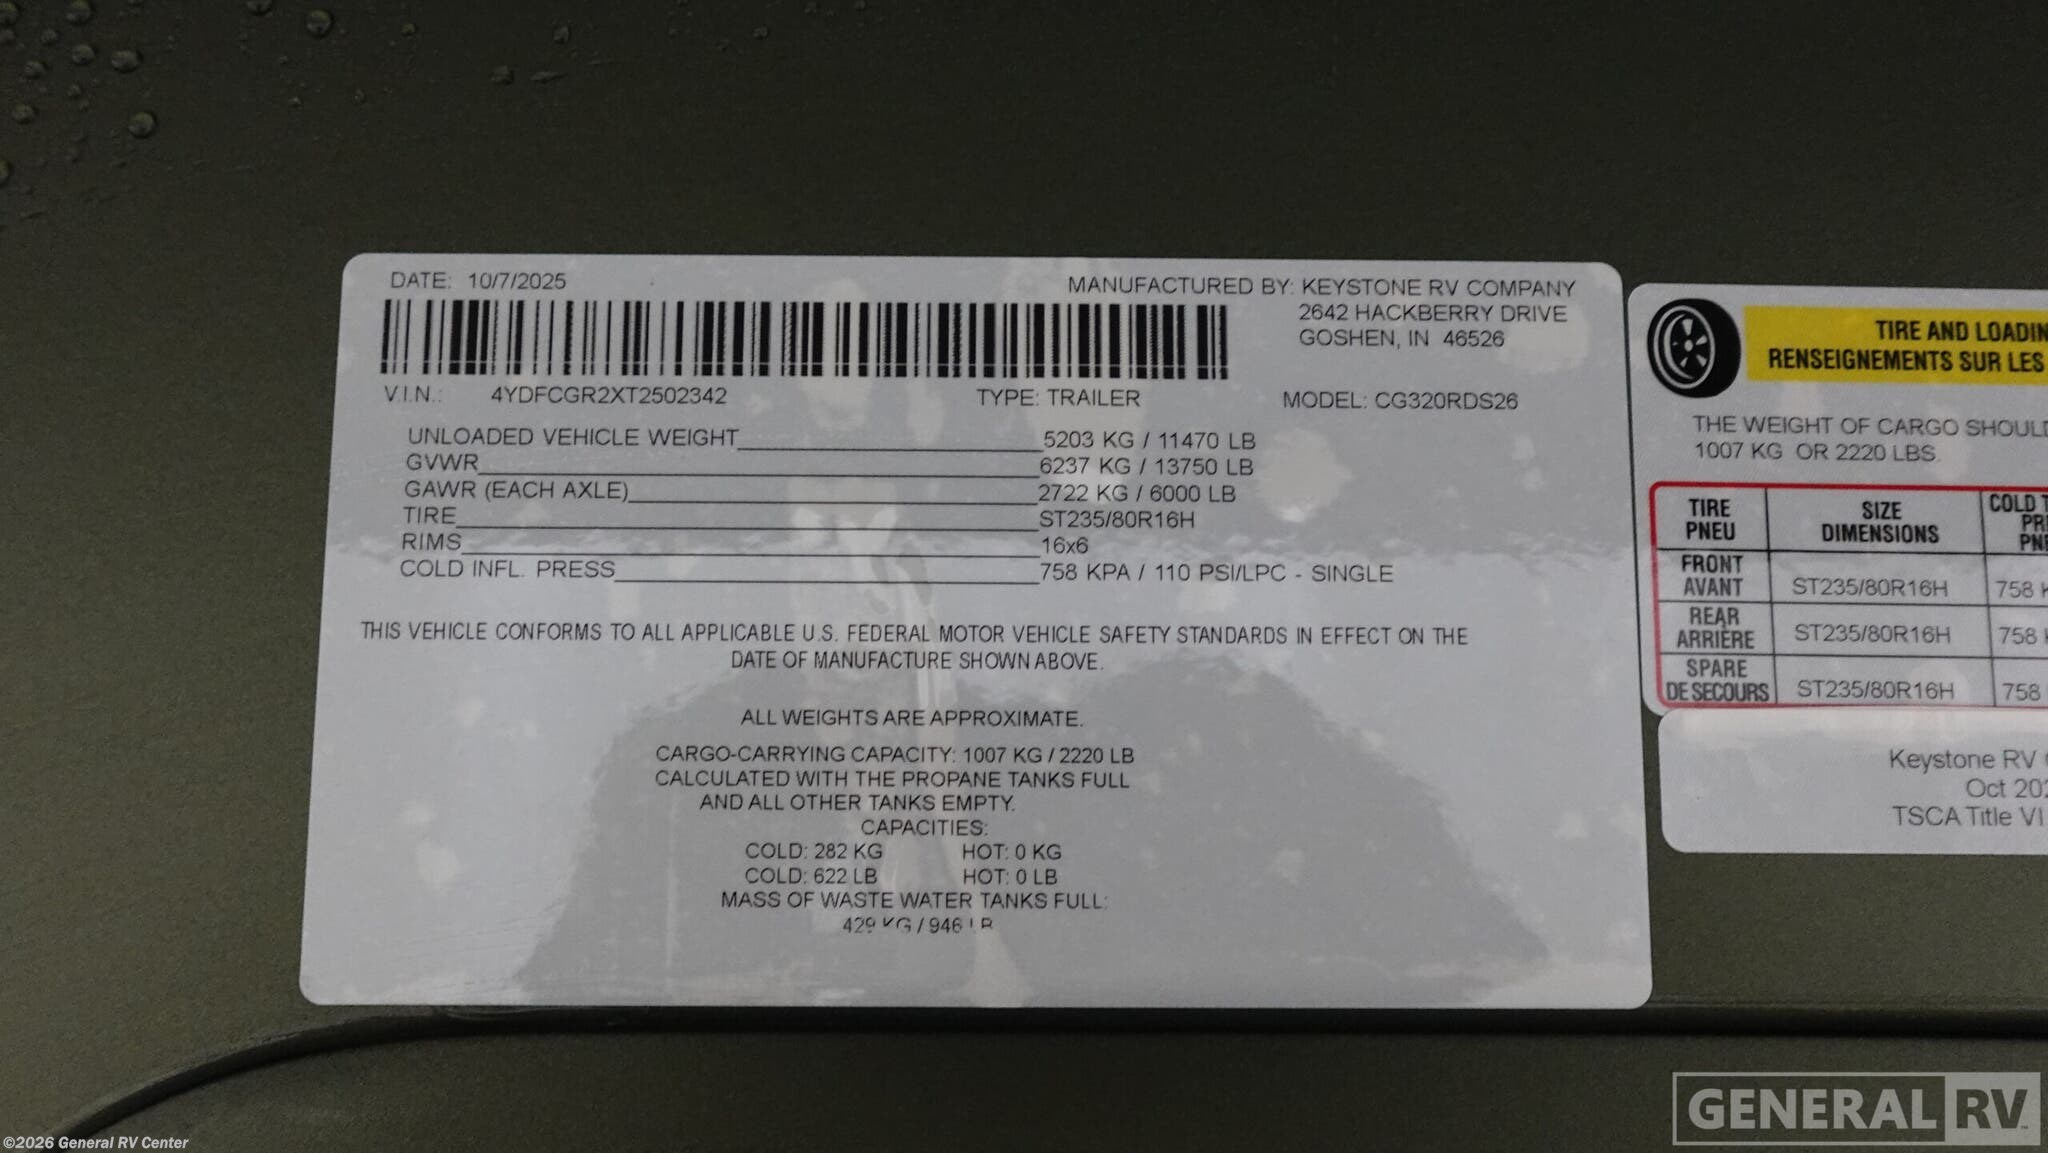 DATE: 10/7/2025
MANUFACTURED BY: KEYSTONE RV COMPANY
2642 HACKBERRY DRIVE
GOSHEN, IN 46526
V.I.N.: 4YDFCGR2XT2502342 TYPE: TRAILER MODEL: CG320RDS26
UNLOADED VEHICLE WEIGHT 5203 KG / 11470 LB
GVWR 6237 KG / 13750 LB
GAWR (EACH AXLE) 2722 KG / 6000 LB
TIRE ST235/80R16H
RIMS 16x6
COLD INFL. PRESS 758 KPA / 110 PSI/LPC - SINGLE
THIS VEHICLE CONFORMS TO ALL APPLICABLE U.S. FEDERAL MOTOR VEHICLE SAFETY STANDARDS IN EFFECT ON THE
DATE OF MANUFACTURE SHOWN ABOVE.
ALL WEIGHTS ARE APPROXIMATE.
CARGO-CARRYING CAPACITY: 1007 KG / 2220 LB
CALCULATED WITH THE PROPANE TANKS FULL
AND ALL OTHER TANKS EMPTY.
CAPACITIES:
COLD: 282 KG HOT: 0 KG
COLD: 622 LB HOT: 0 LB
MASS OF WASTE WATER TANKS FULL:
429 KG / 946 LB
TIRE AND
RENSEIGNEMENTS SUR LES
THE WEIGHT OF CARGO
1007 KG OR 2220 LBS.
TIRE
PNEU
SIZE
DIMENSIONS
COLD
FRONT
AVANT
ST235/80R16H
758
REAR
ARRIÈRE
ST235/80R16H
758
SPARE
DE SECOURS
ST235/80R16H
758
Keystone RV
Oct
TSCA Title VI
GENERAL RV
©2026 General RV Center